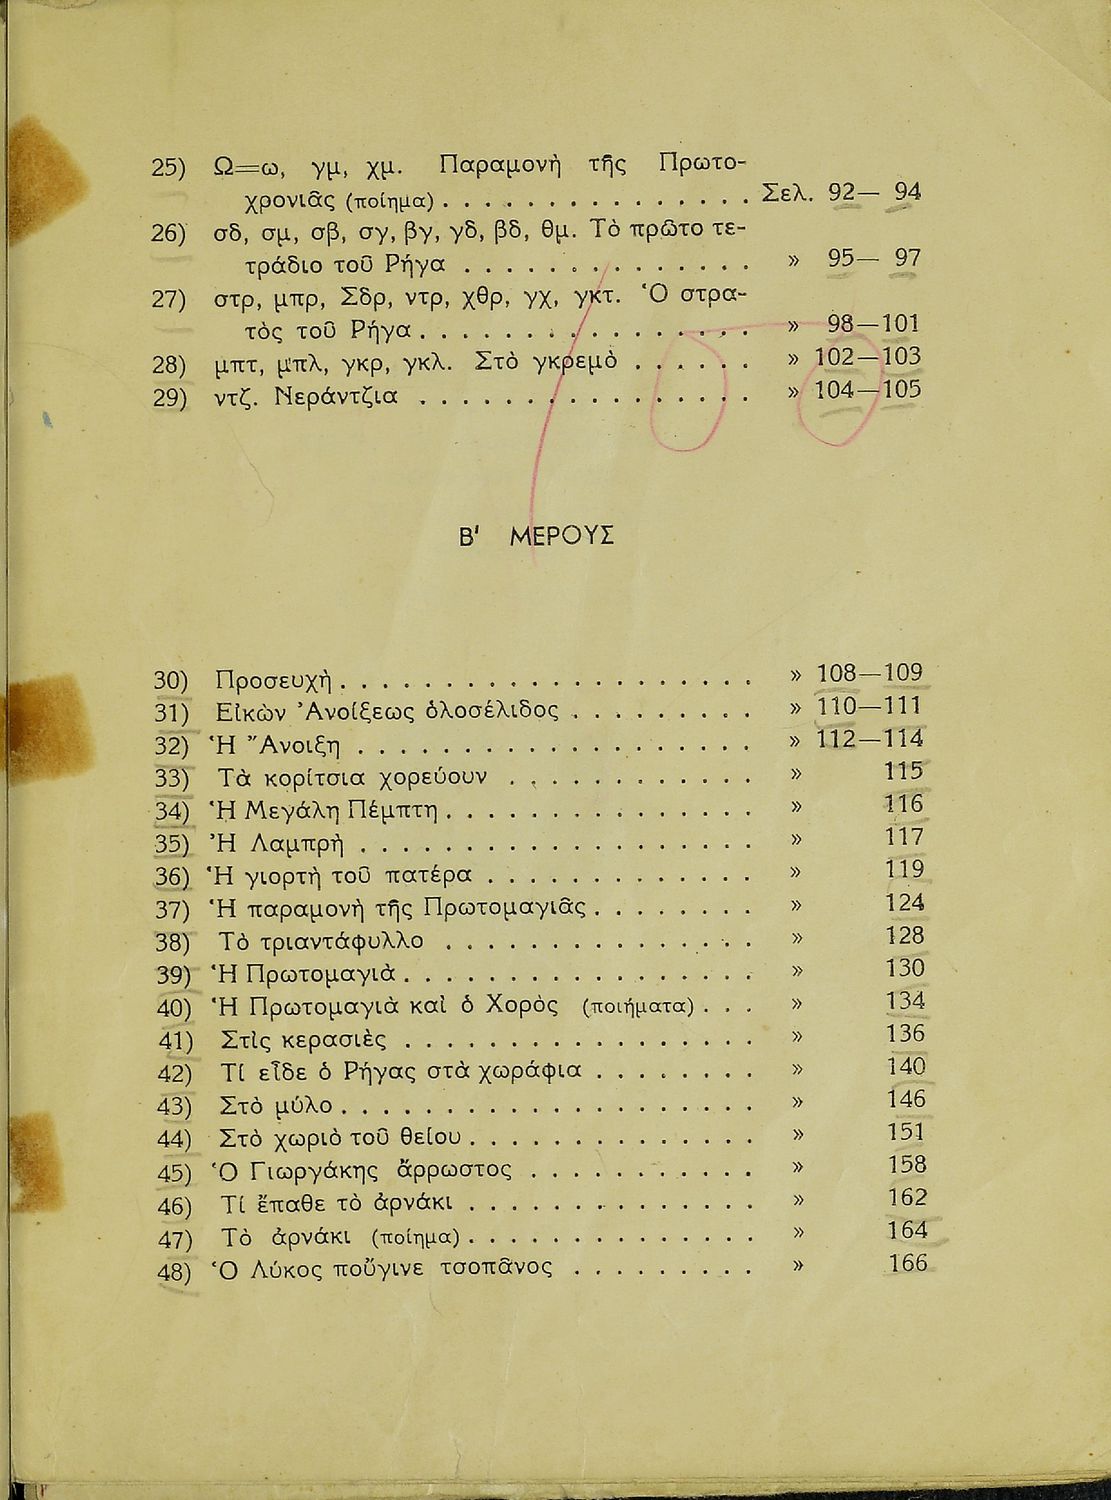 25) Ω=ω, γμ, χμ. Παραμονὴ τῆς Πρωτο-
χρονιᾶς (ποίημα) . . . . . . . . . . . . . . . Σελ. 92— 94
26) σδ, σμ, σβ, σγ, βγ, γδ, βδ, θμ. Τὸ πρῶτο τε-
τράδιο τοῦ Ρήγα . . . . . . . . . . . . . . » 95— 97
27) στρ, μπρ, Σδρ, ντρ, χθρ, γχ, γκτ. Ὁ στρα-
τὸς τοῦ Ρήγα . . . . . . . . . . . . . . . . » 98—101
28) μπτ, μπλ, γκρ, γκλ. Στὸ γκρεμὸ . . . . . . » 102—103
29) ντζ. Νεράντζια . . . . . . . . . . . . . . . . » 104—105
Β' ΜΕΡΟΥΣ
30) Προσευχὴ . . . . . . . . . . . . . . . . . . . . » 108—109
31) Εἰκὼν Ἀνοίξεως ὁλοσέλιδος . . . . . . . . . » 110—111
32) Ἡ Ἄνοιξη . . . . . . . . . . . . . . . . . . . » 112—114
33) Τὰ κορίτσια χορεύουν . . . . . . . . . . . . » 115
34) Ἡ Μεγάλη Πέμπτη . . . . . . . . . . . . . . . » 116
35) Ἠ Λαμπρὴ . . . . . . . . . . . . . . . . . . . » 117
36) Ἡ γιορτὴ τοῦ πατέρα . . . . . . . . . . . . . » 119
37) Ἡ παραμονὴ τῆς Πρωτομαγιᾶς . . . . . . . . » 124
38) Τὸ τριαντάφυλλο . . . . . . . . . . . . . . . » 128
39) Ἡ Πρωτομαγιὰ . . . . . . . . . . . . . . . . . » 130
40) Ἡ Πρωτομαγιὰ καὶ ὁ Χορὸς (ποιήματα) . . . » 134
41) Στὶς κερασιὲς . . . . . . . . . . . . . . . . . » 136
42) Τί εἶδε ὁ Ρήγας στὰ χωράφια . . . . . . . . » 140
43) Στὸ μύλο . . . . . . . . . . . . . . . . . . . . » 146
44) Στὸ χωριὸ τοῦ θείου . . . . . . . . . . . . . . » 151
45) Ὁ Γιωργάκης ἄρρωστος . . . . . . . . . . . » 158
46) Τί ἔπαθε τὸ ἀρνάκι . . . . . . . . . . . . . . » 162
47) Τὸ ἀρνάκι (ποίημα) . . . . . . . . . . . . . . » 164
48) Ὁ Λύκος ποὔγινε τσοπᾶνος . . . . . . . . . » 166